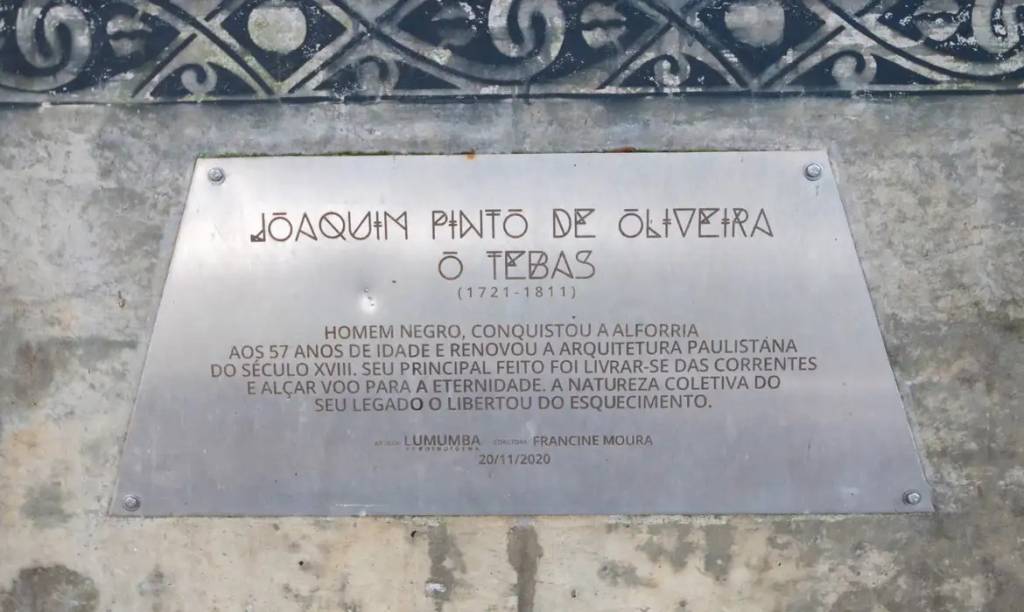 JOAQUIM PINTO DE OLIVEIRA
O TEBAS
(1721-1811)
HOMEM NEGRO, CONQUISTOU A ALFORRIA
AOS 57 ANOS DE IDADE E RENOVOU A ARQUITETURA PAULISTANA
DO SÉCULO XVIII. SEU PRINCIPAL FEITO FOI LIVRAR-SE DAS CORRENTES
E ALÇAR VOO PARA A ETERNIDADE. A NATUREZA COLETIVA DO
SEU LEGADO O LIBERTOU DO ESQUECIMENTO.
LUMUMBA FRANCINE MOURA
20/11/2020